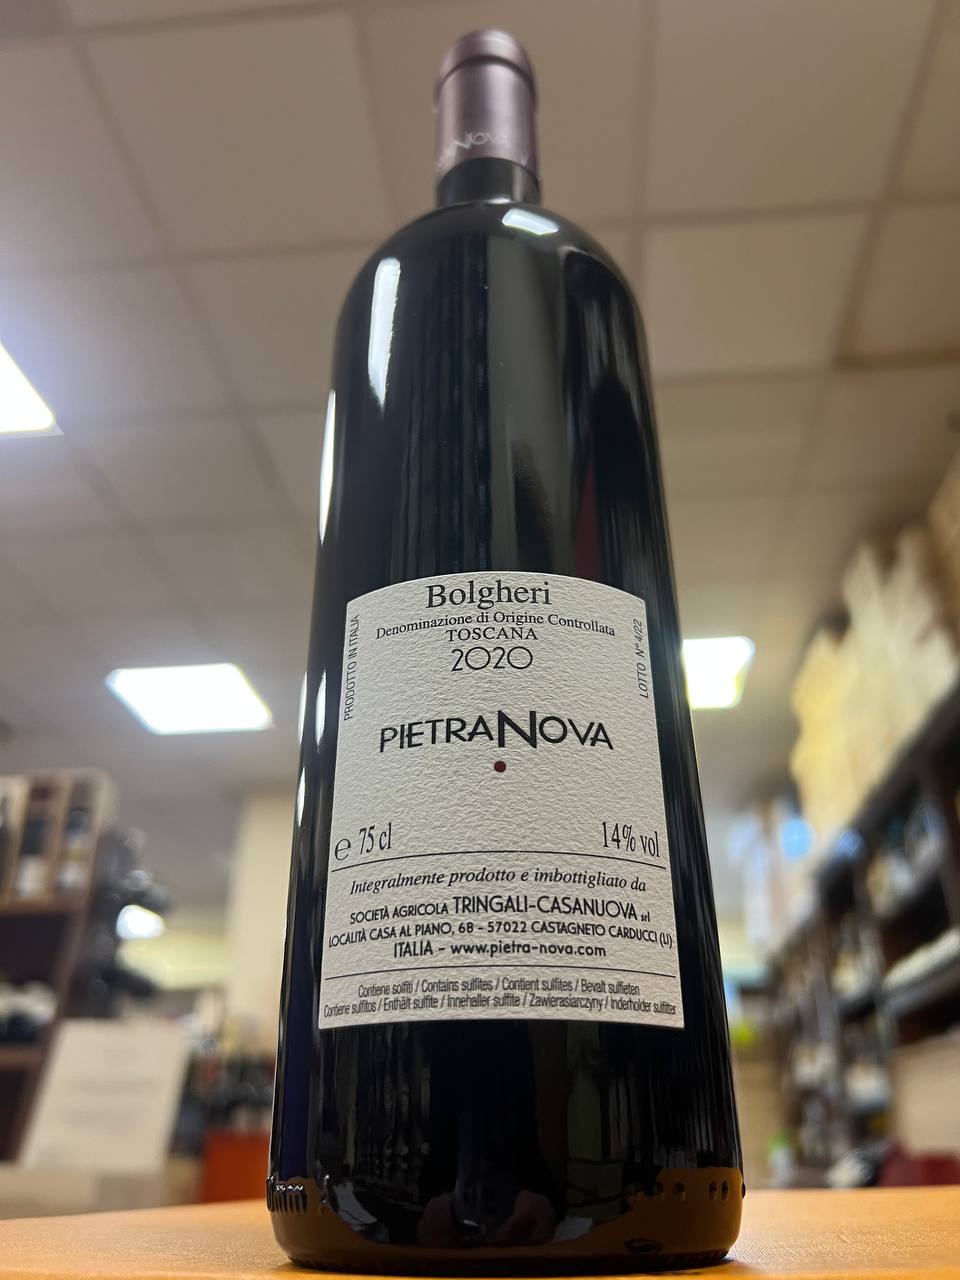 Bolgheri
Denominazione di Origine Controllata
TOSCANA
2020
PRODOTTO IN ITALIA
LOTTO N° 4/22
PIETRANOVA
e 75 cl
14% vol
Integralmente prodotto e imbottigliato da
SOCIETÀ AGRICOLA TRINGALI-CASANUOVA srl
LOCALITÀ CASA AL PIANO, 68 - 57022 CASTAGNETO CARDUCCI (LI)
ITALIA - www.pietra-nova.com
Contiene solfiti / Contains sulfites / Contient sulfites / Bevat sulfieten
Contiene sulfitos / Enthält sulfite / Innehaller sulfite / Zawierasiarczyny / Inderholder sulfitter